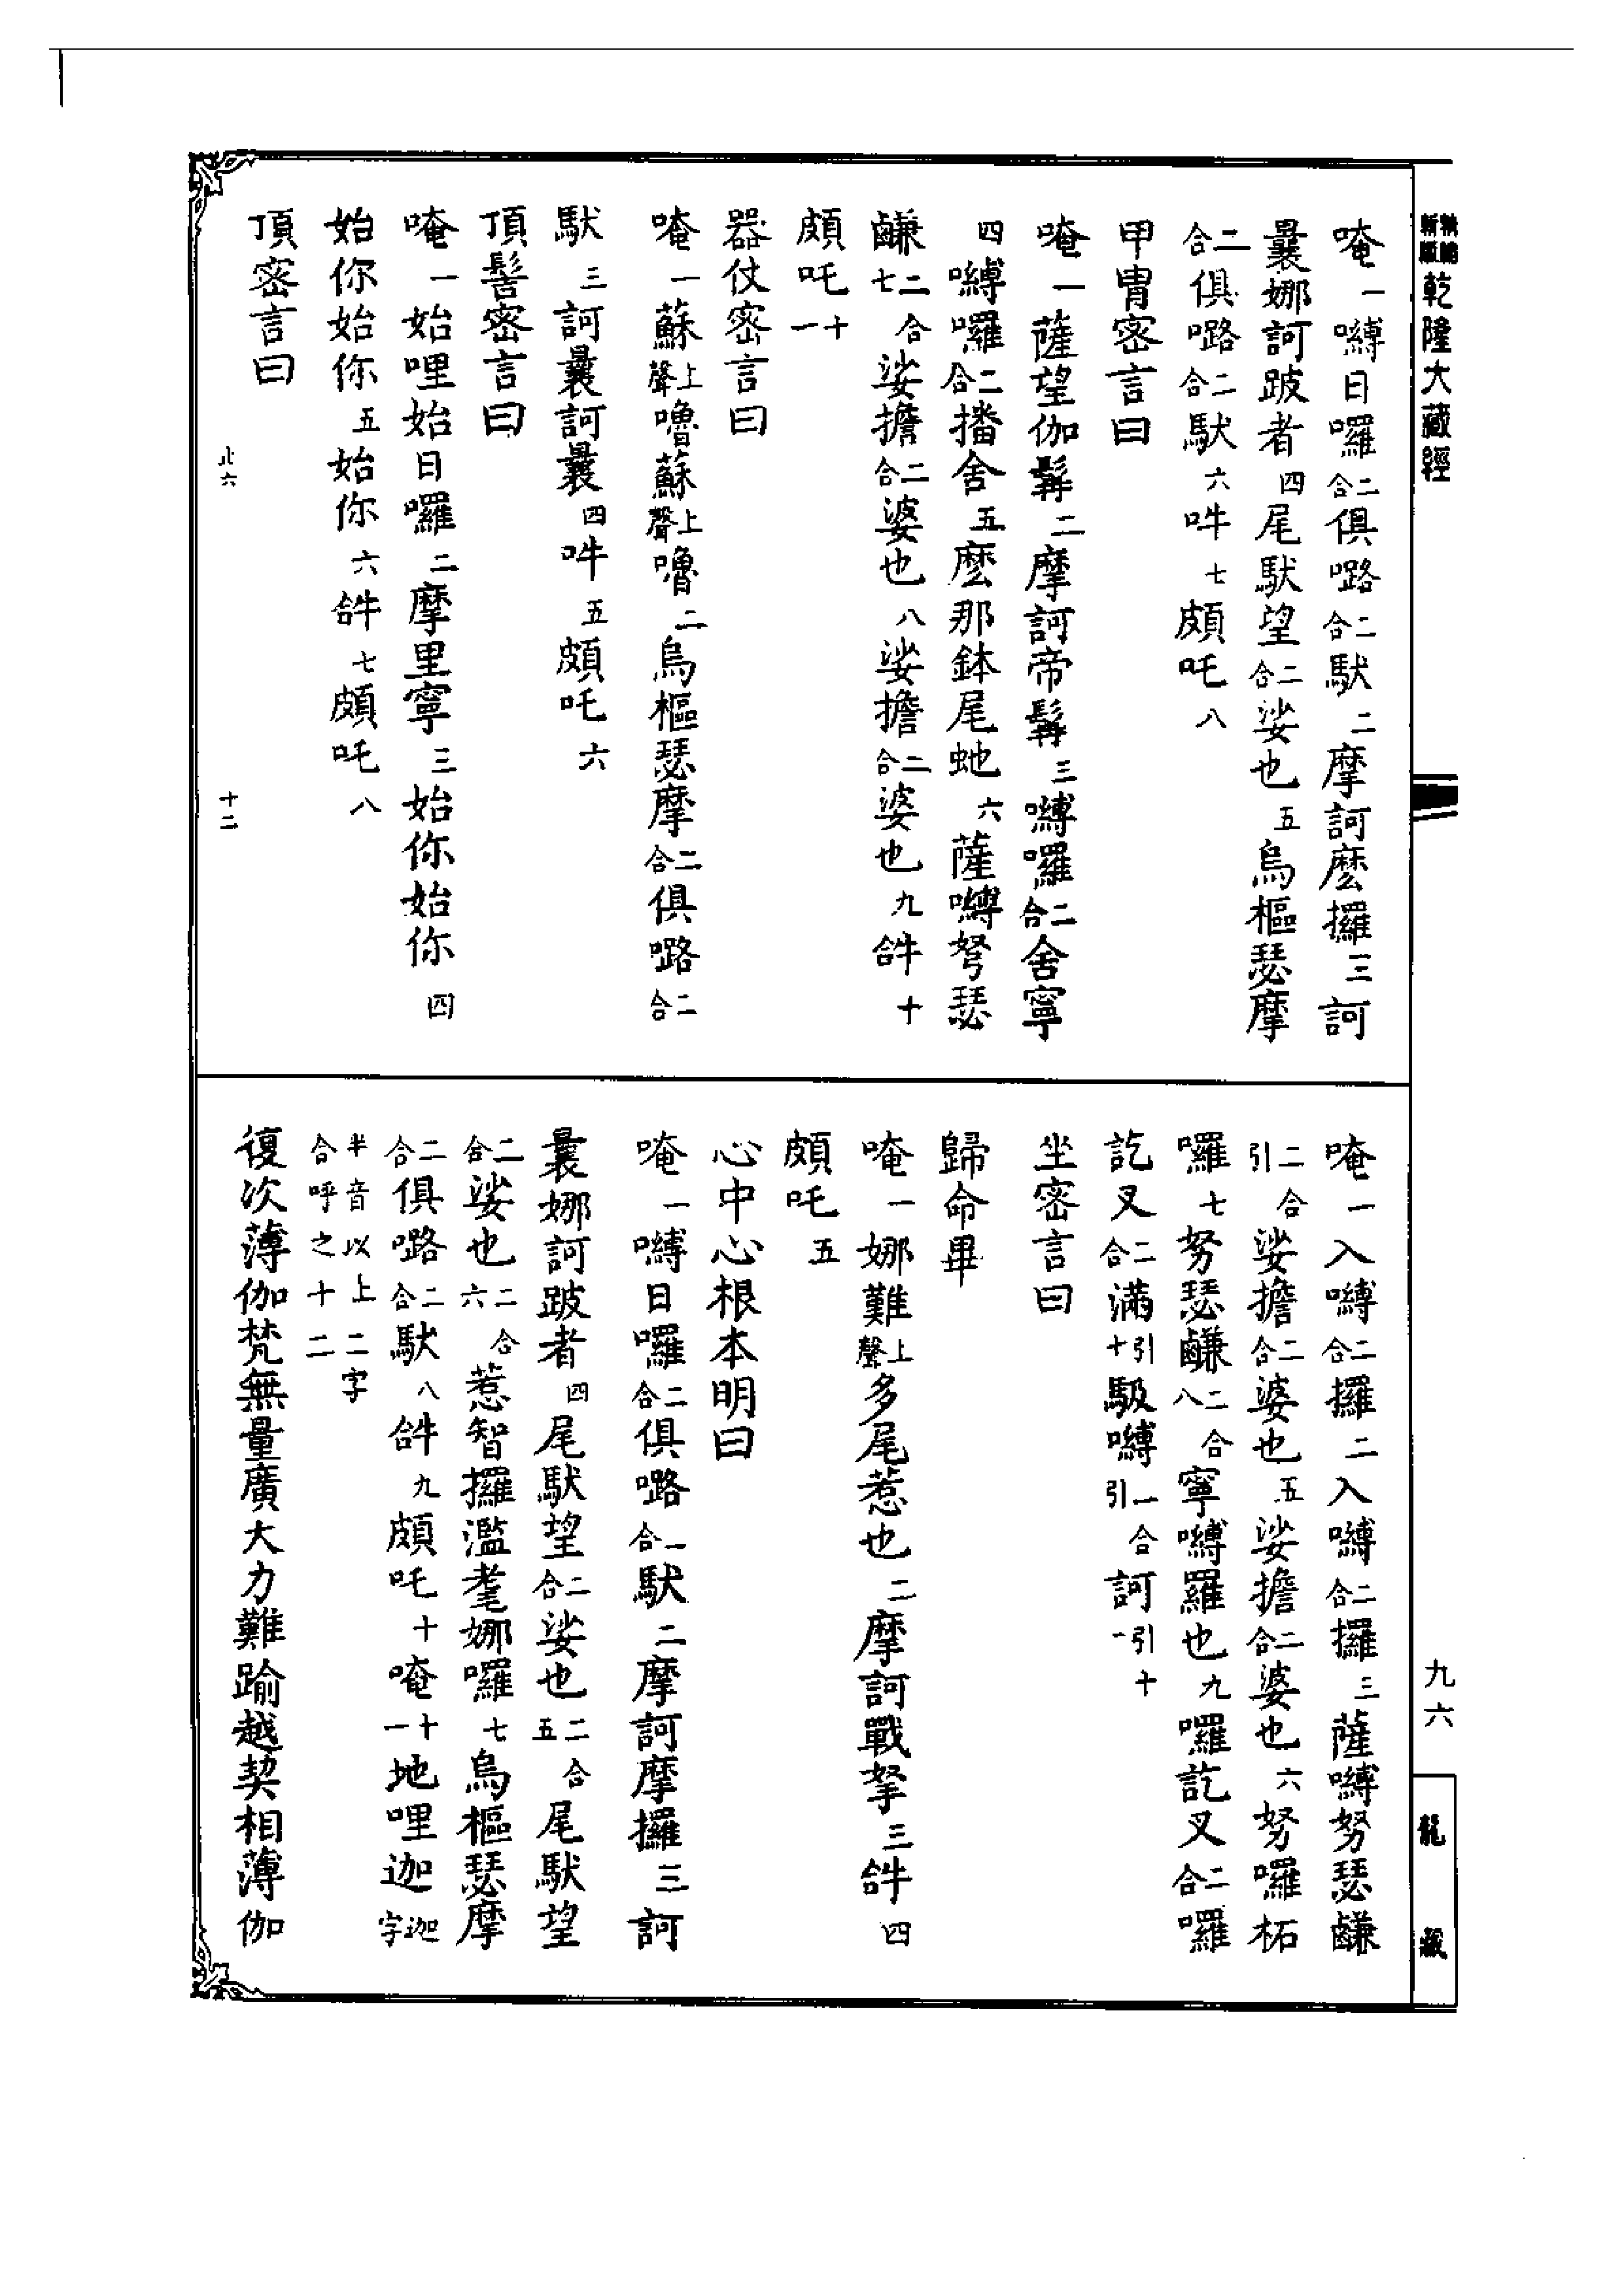 乾隆大藏經
唵一嚩日囉二合俱㖿二合馱二摩訶麽攞三訶
曩娜訶跛者四尾馱望二合娑也五烏樞瑟摩
二合俱㖿二合馱六吽七頗吒八
甲冑密言曰
唵一薩望伽髯二摩訶帝髯三嚩囉二合舍寧
四嚩囉二合播舍五麽那鉢尾虵六薩嚩弩瑟
鹻二合七娑擔二合婆也八娑擔二合婆也九𤙖十
頗吒十一
器仗密言曰
唵一蘇上聲嚕蘇上聲嚕二烏樞瑟摩二合俱㖿二合
馱三訶曩訶曩四吽五頗吒六
頂髻密言曰
唵一始哩始日囉二摩里寧三始你始你四
始你始你五始你六𤙖七頗吒八
頂密言曰
止六
十二
唵一入嚩二合攞二入嚩二合攞三薩嚩努瑟鹻
二合引娑擔二合婆也五娑擔二合婆也六努囉柘
囉七努瑟鹻二合八寧嚩羅也九囉訖叉二合囉
訖叉二合滿引十馺嚩一合引訶引十一
坐密言曰
歸命畢
唵一娜難上聲多尾惹也二摩訶戰拏三𤙖四
頗吒五
心中心根本明曰
唵一嚩日囉二合俱㖿一合馱二摩訶摩攞三訶
曩娜訶跛者四尾馱望二合娑也二合五尾馱望
二合娑也二合六惹智攞濫耄娜囉七烏樞瑟摩
二合俱㖿二合馱八𤙖九頗吒十唵十一地哩迦迦字
半音以上二字合呼之十二
復次薄伽梵無量廣大力難踰越契相薄伽
九六
龍藏